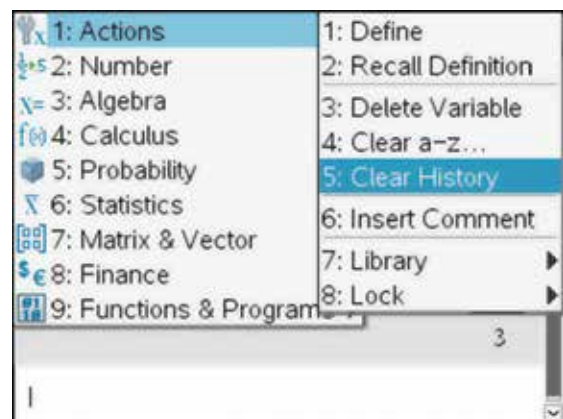 1: Actions
2: Number
3: Algebra
4: Calculus
5: Probability
6: Statistics
7: Matrix & Vector
8: Finance
9: Functions & Program
1: Define
2: Recall Definition
3: Delete Variable
4: Clear a–z...
5: Clear History
6: Insert Comment
7: Library
8: Lock
3